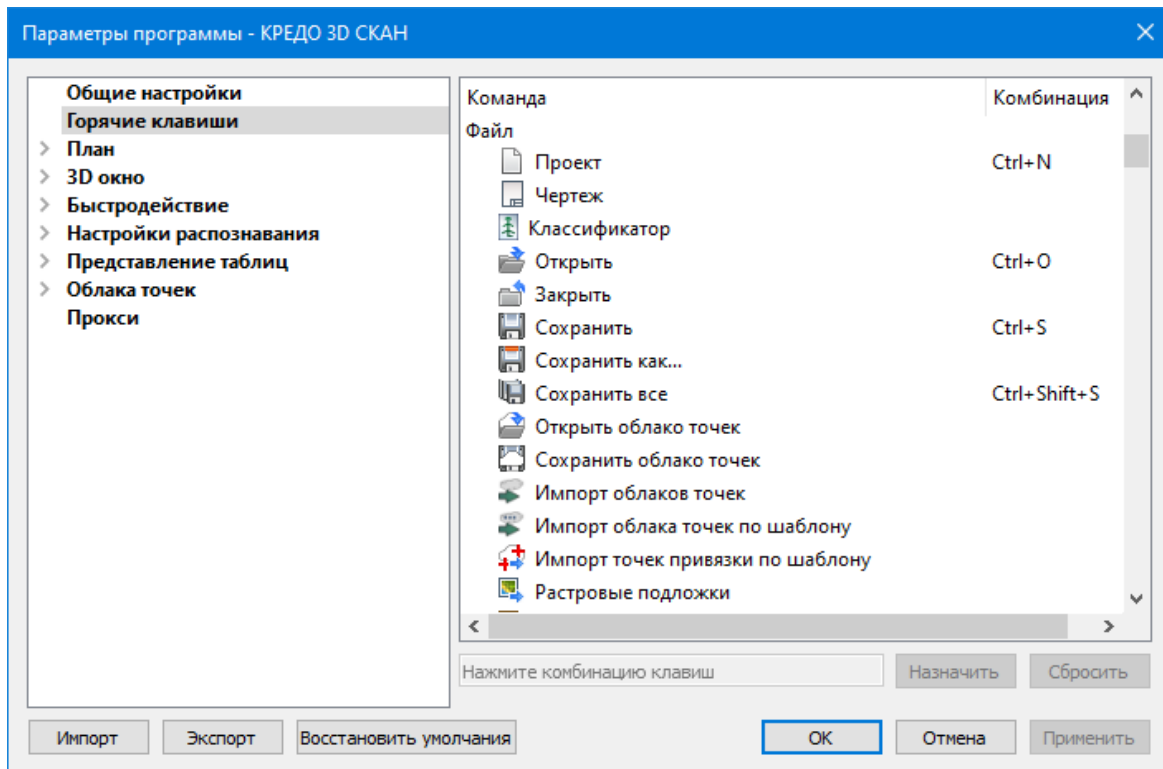 Параметры программы - КРЕДО 3D СКАН
Общие настройки
Горячие клавиши
План
3D окно
Быстродействие
Настройки распознавания
Представление таблиц
Облака точек
Прокси
Команда Комбинация
Файл
Проект Ctrl+N
Чертеж
Классификатор
Открыть Ctrl+O
Закрыть
Сохранить Ctrl+S
Сохранить как...
Сохранить все Ctrl+Shift+S
Открыть облако точек
Сохранить облако точек
Импорт облаков точек
Импорт облака точек по шаблону
Импорт точек привязки по шаблону
Растровые подложки
Нажмите комбинацию клавиш Назначить Сбросить
Импорт Экспорт Восстановить умолчания OK Отмена Применить